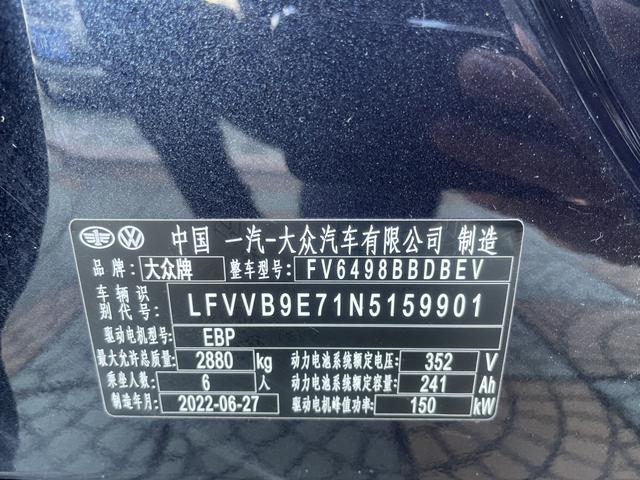 中国 一汽-大众汽车有限公司 制造
品牌: 大众牌 整车型号: FV6498BBDBEV
车辆识别代号: LFVVB9E71N5159901
驱动电机型号: EBP
最大允许总质量: 2880 kg 动力电池系统额定电压: 352 V
乘坐人数: 6 人 动力电池系统额定容量: 241 Ah
制造年月: 2022-06-27 驱动电机峰值功率: 150 kW